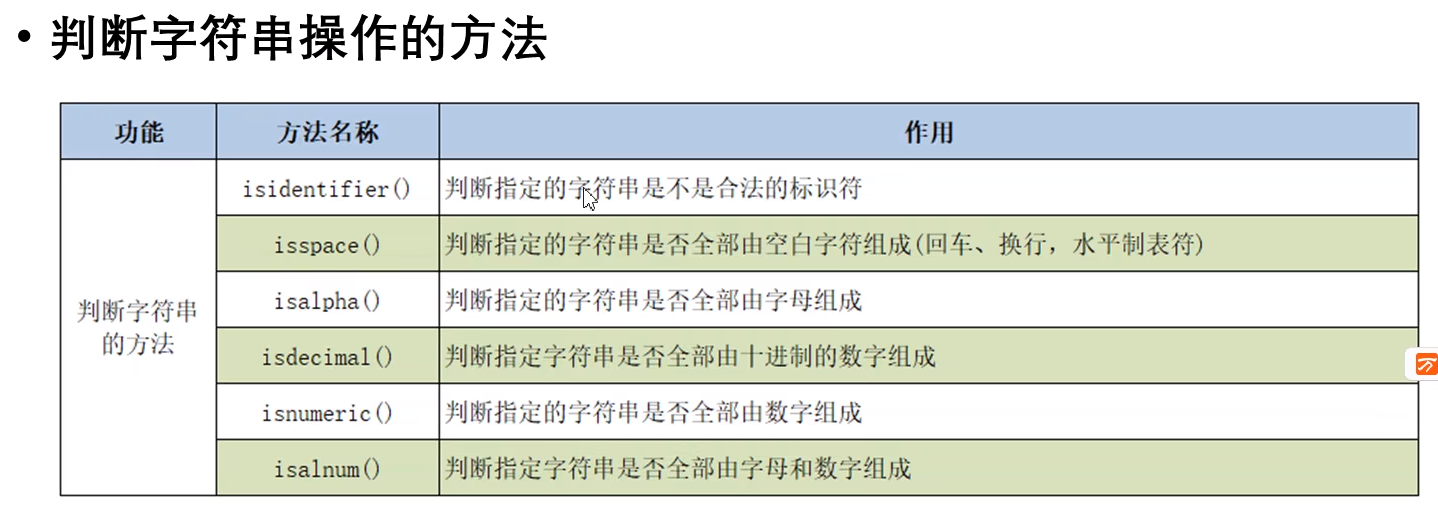 • 判断字符串操作的方法
功能 方法名称 作用
判断字符串
的方法
isidentifier() 判断指定的字符串是不是合法的标识符
isspace() 判断指定的字符串是否全部由空白字符组成(回车、换行，水平制表符)
isalpha() 判断指定的字符串是否全部由字母组成
isdecimal() 判断指定字符串是否全部由十进制的数字组成
isnumeric() 判断指定的字符串是否全部由数字组成
isalnum() 判断指定字符串是否全部由字母和数字组成